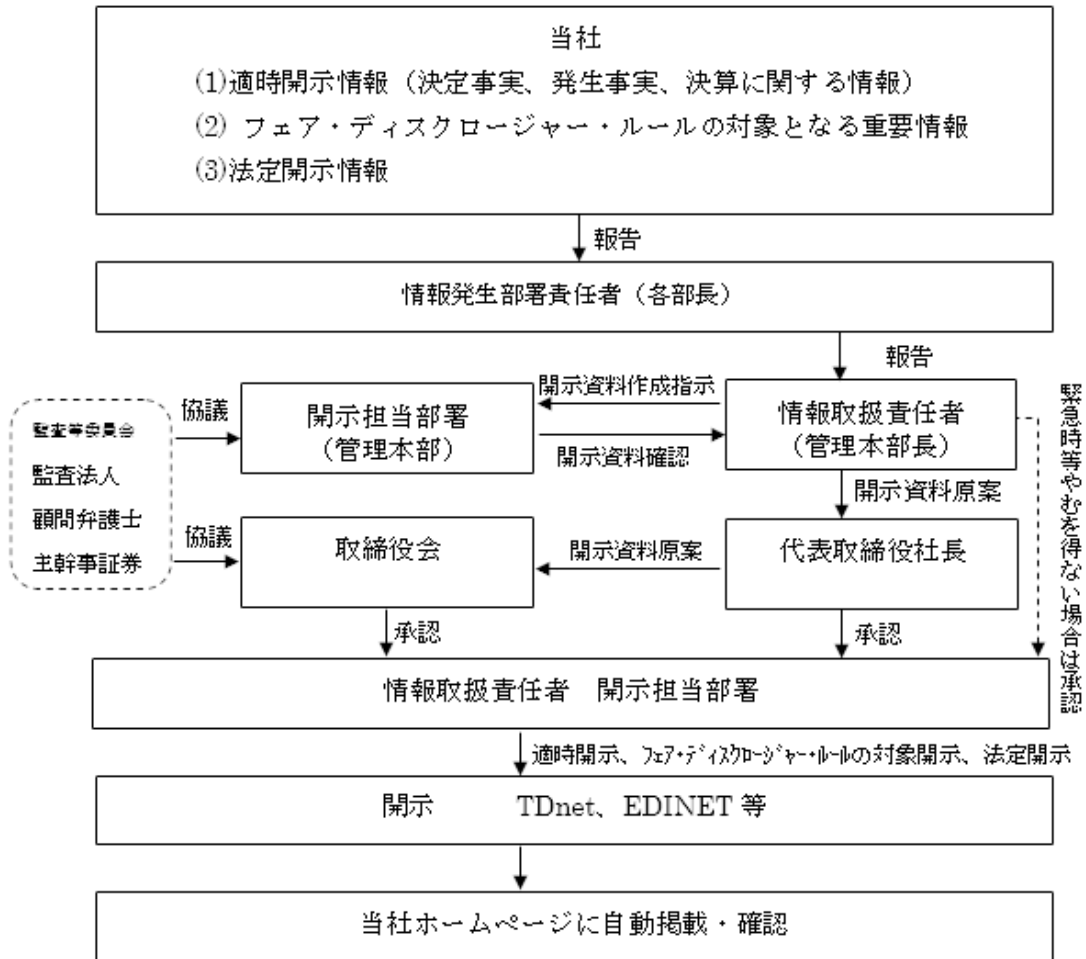 当社
(1)適時開示情報（決定事実、発生事実、決算に関する情報）
(2) フェア・ディスクロージャー・ルールの対象となる重要情報
(3)法定開示情報
報告
情報発生部署責任者（各部長）
報告
監査等委員会
監査法人
顧問弁護士
主幹事証券
協議
協議
開示担当部署
（管理本部）
開示資料作成指示
開示資料確認
情報取扱責任者
（管理本部長）
開示資料原案
取締役会
開示資料原案
代表取締役社長
緊急時等やむを得ない場合は承認
承認
承認
情報取扱責任者　開示担当部署
適時開示、ﾌｪｱ・ﾃﾞｨｽｸﾛｰｼﾞｬｰ・ﾙｰﾙの対象開示、法定開示
開示　　　TDnet、EDINET 等
当社ホームページに自動掲載・確認